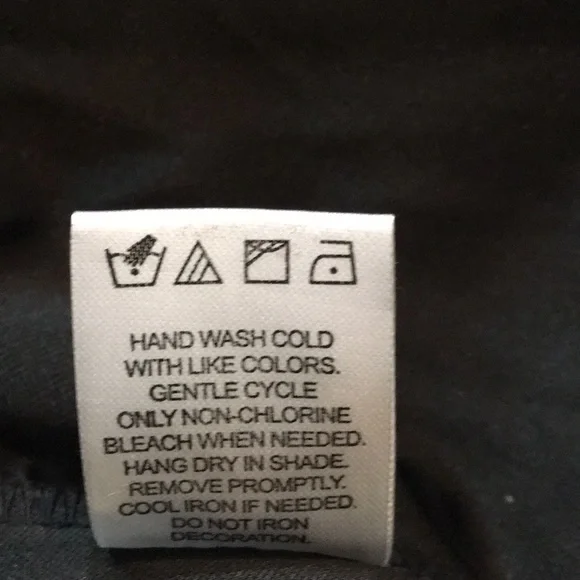 HAND WASH COLD
WITH LIKE COLORS.
GENTLE CYCLE
ONLY NON-CHLORINE
BLEACH WHEN NEEDED.
HANG DRY IN SHADE.
REMOVE PROMPTLY.
COOL IRON IF NEEDED.
DO NOT IRON
DECORATION.